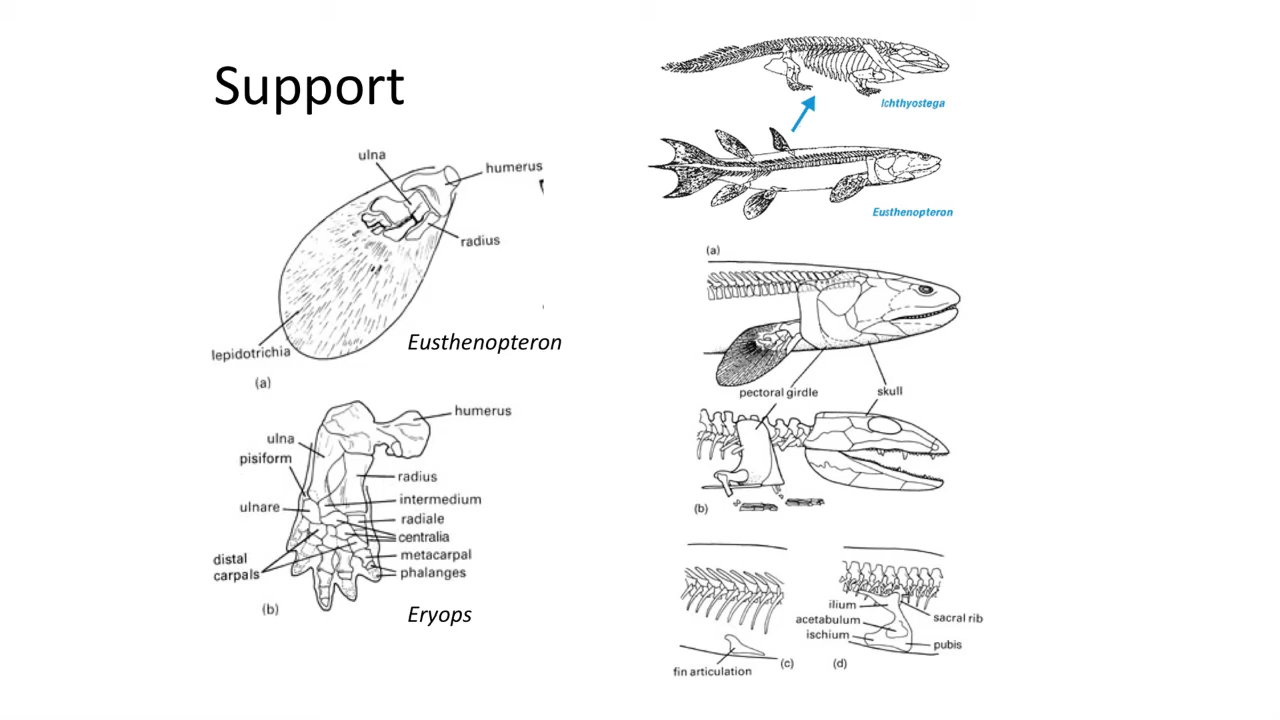 Support
ulna
humerus
radius
lepidotrichia
(a)
Eusthenopteron
humerus
ulna
pisiform
radius
intermedium
ulnare
radiale
centralia
metacarpal
distal
carpals
phalanges
(b)
Eryops
Ichthyostega
Eusthenopteron
(a)
pectoral girdle
skull
(b)
fin articulation
(c)
ilium
acetabulum
ischium
sacral rib
pubis
(d)